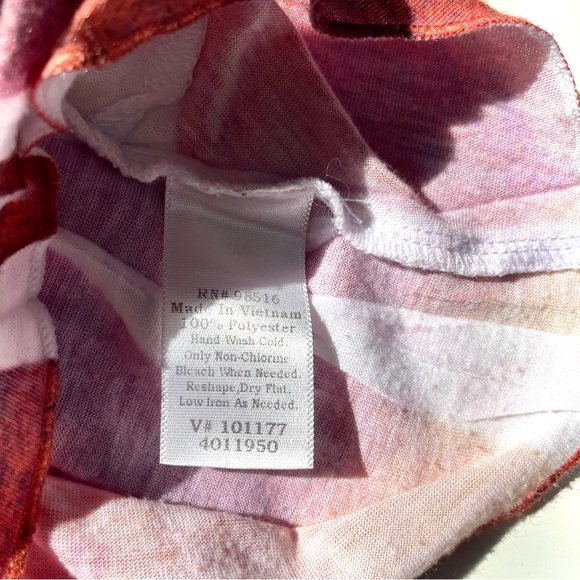 RN# 98516
Made In Vietnam
100% Polyester
Hand Wash Cold.
Only Non-Chlorine
Bleach When Needed.
Reshape,Dry Flat.
Low Iron As Needed.
V# 101177
4011950